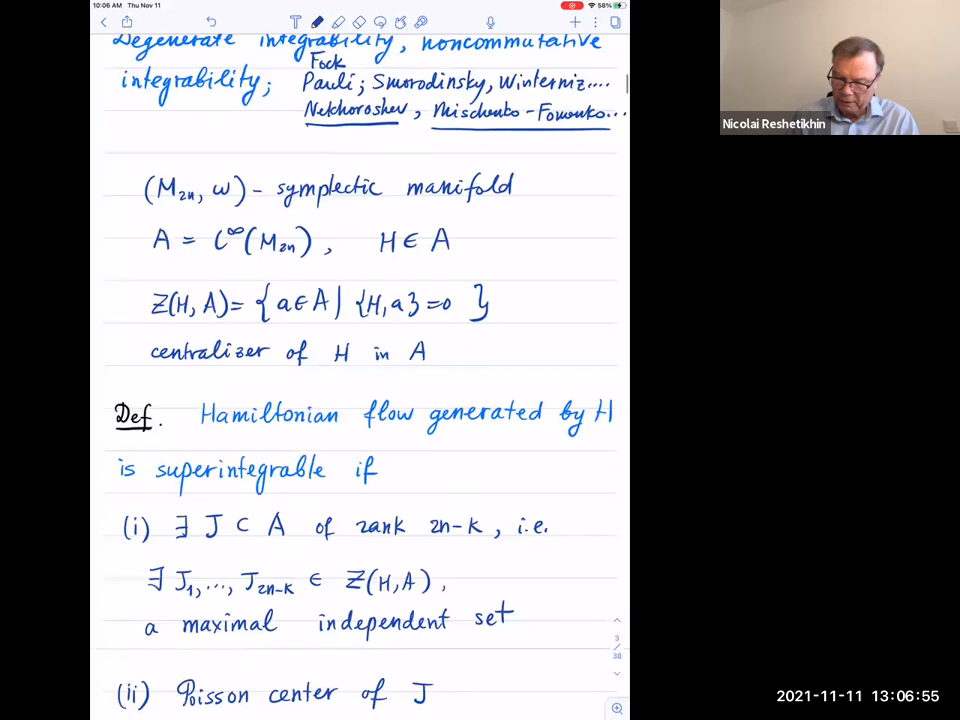 10:06 AM Thu Nov 11
58%
Degenerate integrability, noncommutative
Fock
integrability; Pauli; Smorodinsky, Winterniz....
Nekhoroshev, Mischenko-Fomenko...
(M₂ₙ, ω) - symplectic manifold
A = C^∞(M₂ₙ), H ∈ A
Z(H, A) = {a ∈ A | {H, a} = 0 }
centralizer of H in A
Def. Hamiltonian flow generated by H
is superintegrable if
(i) ∃ J ⊂ A of rank 2n-k, i.e.
∃ J₁, ..., J₂ₙ₋ₖ ∈ Z(H, A),
a maximal independent set
(ii) Poisson center of J
3
/
38
Nicolai Reshetikhin
2021-11-11 13:06:55